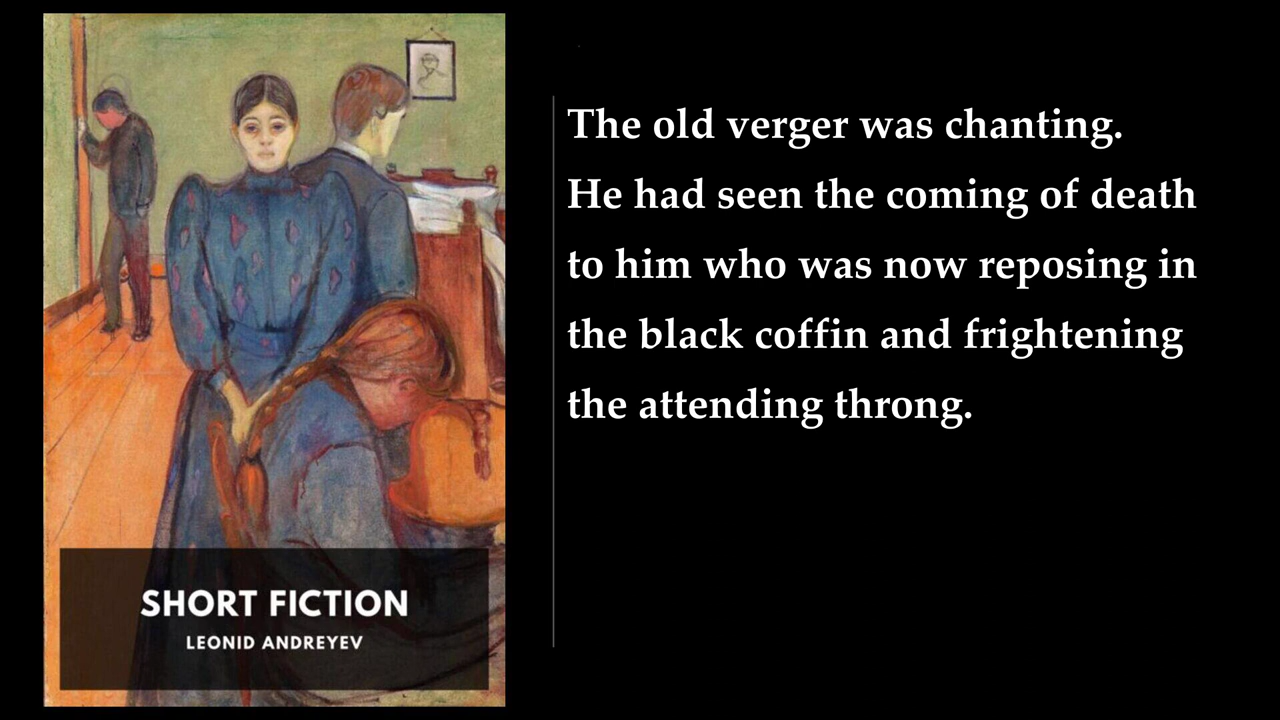 SHORT FICTION
LEONID ANDREYEV
The old verger was chanting.
He had seen the coming of death
to him who was now reposing in
the black coffin and frightening
the attending throng.